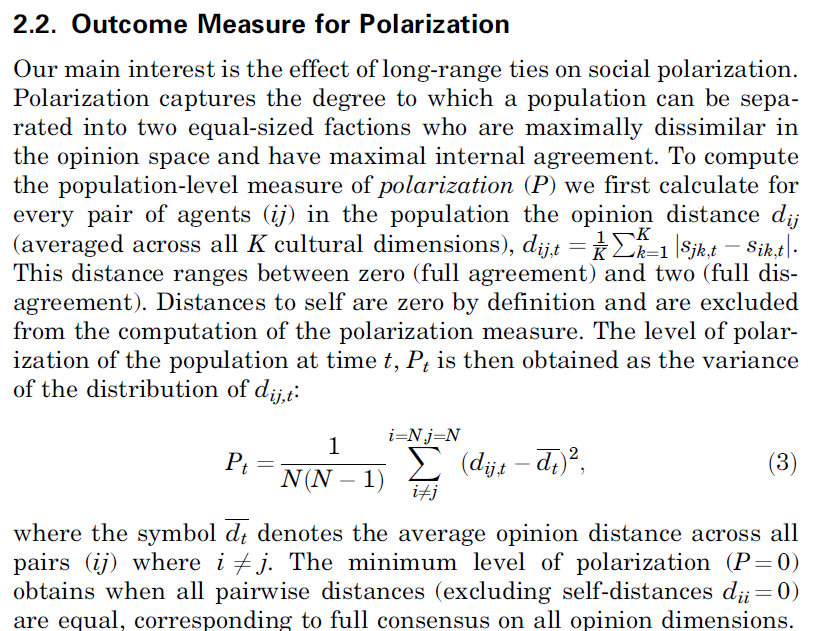 2.2. Outcome Measure for Polarization
Our main interest is the effect of long-range ties on social polarization.
Polarization captures the degree to which a population can be sepa-
rated into two equal-sized factions who are maximally dissimilar in
the opinion space and have maximal internal agreement. To compute
the population-level measure of polarization (P) we first calculate for
every pair of agents (ij) in the population the opinion distance d_{ij}
(averaged across all K cultural dimensions), d_{ij,t} = \frac{1}{K} \sum_{k=1}^{K} |s_{jk,t} − s_{ik,t}|.
This distance ranges between zero (full agreement) and two (full dis-
agreement). Distances to self are zero by definition and are excluded
from the computation of the polarization measure. The level of polar-
ization of the population at time t, P_t is then obtained as the variance
of the distribution of d_{ij,t}:
P_t = \frac{1}{N(N − 1)} \sum_{i≠j}^{i=N,j=N} (d_{ij,t} − \overline{d_t})^2, (3)
where the symbol \overline{d_t} denotes the average opinion distance across all
pairs (ij) where i ≠ j. The minimum level of polarization (P=0)
obtains when all pairwise distances (excluding self-distances d_{ii}=0)
are equal, corresponding to full consensus on all opinion dimensions.